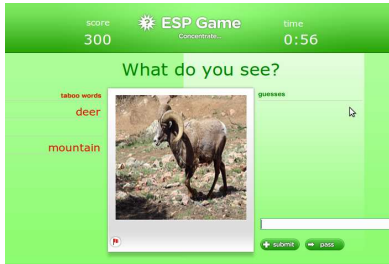 score
300
ESP Game
Concentrate...
time
0:56
What do you see?
taboo words
deer
mountain
guesses
submit
pass